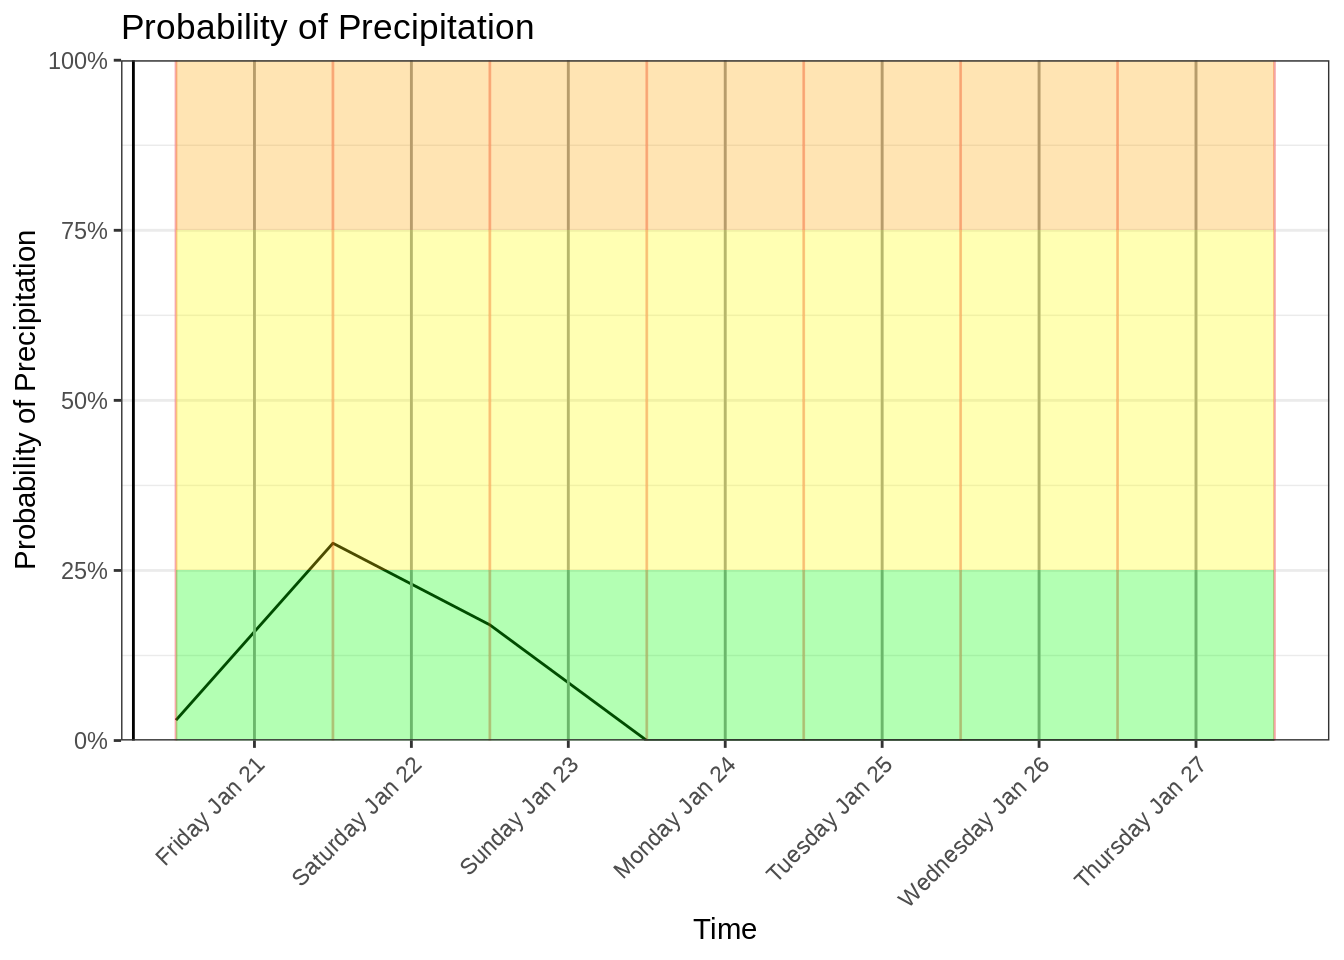 Probability of Precipitation
Probability of Precipitation
100%
75%
50%
25%
0%
Friday Jan 21
Saturday Jan 22
Sunday Jan 23
Monday Jan 24
Tuesday Jan 25
Wednesday Jan 26
Thursday Jan 27
Time